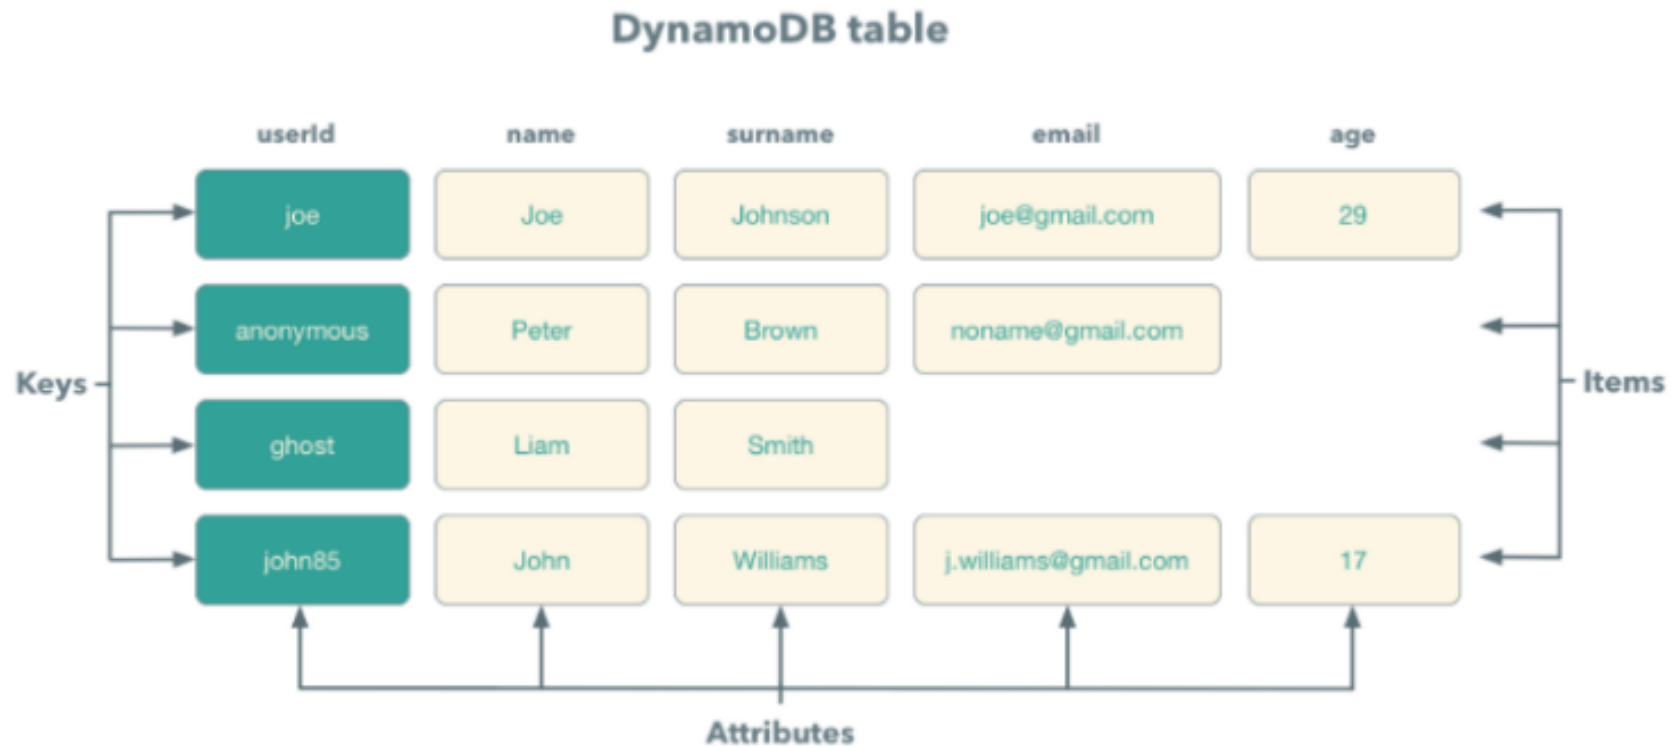 DynamoDB table
userId name surname email age
joe Joe Johnson joe@gmail.com 29
anonymous Peter Brown noname@gmail.com
Keys Items
ghost Liam Smith
john85 John Williams j.williams@gmail.com 17
Attributes